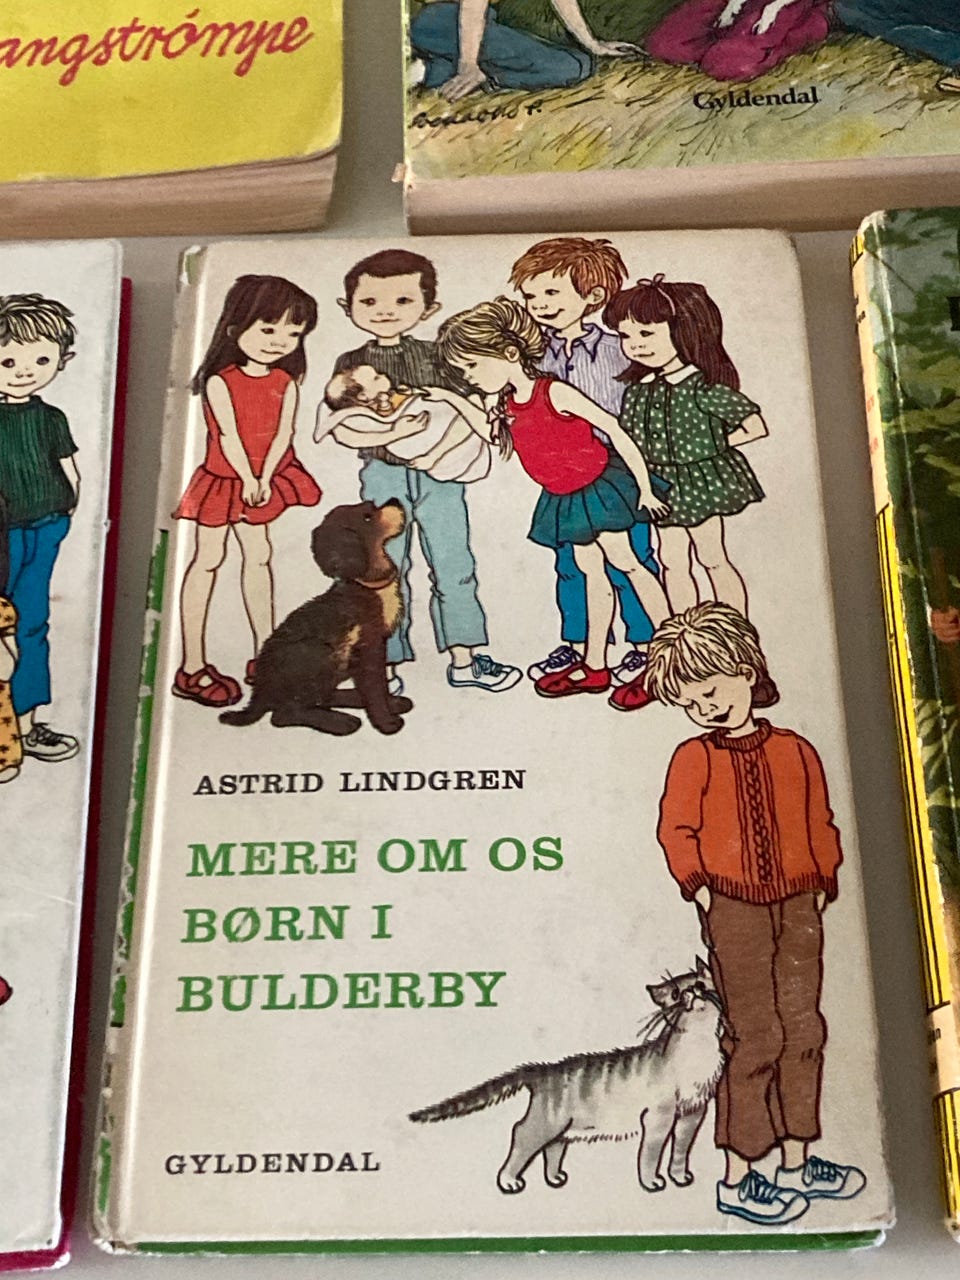 angstrømpe
Gyldendal
ASTRID LINDGREN
MERE OM OS
BØRN I
BULDERBY
GYLDENDAL